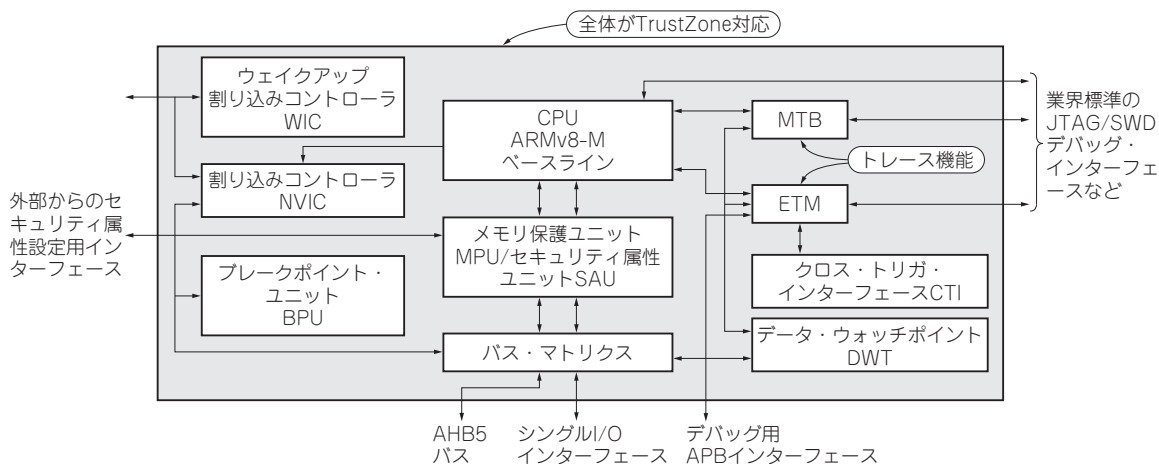 全体がTrustZone対応
ウェイクアップ
割り込みコントローラ
WIC
割り込みコントローラ
NVIC
ブレークポイント・
ユニット
BPU
CPU
ARMv8-M
ベースライン
メモリ保護ユニット
MPU/セキュリティ属性
ユニットSAU
バス・マトリクス
MTB
トレース機能
ETM
クロス・トリガ・
インターフェースCTI
データ・ウォッチポイント
DWT
外部からのセ
キュリティ属
性設定用イン
ターフェース
業界標準の
JTAG/SWD
デバッグ・
インターフェ
ースなど
AHB5
バス
シングルI/O
インターフェース
デバッグ用
APBインターフェース